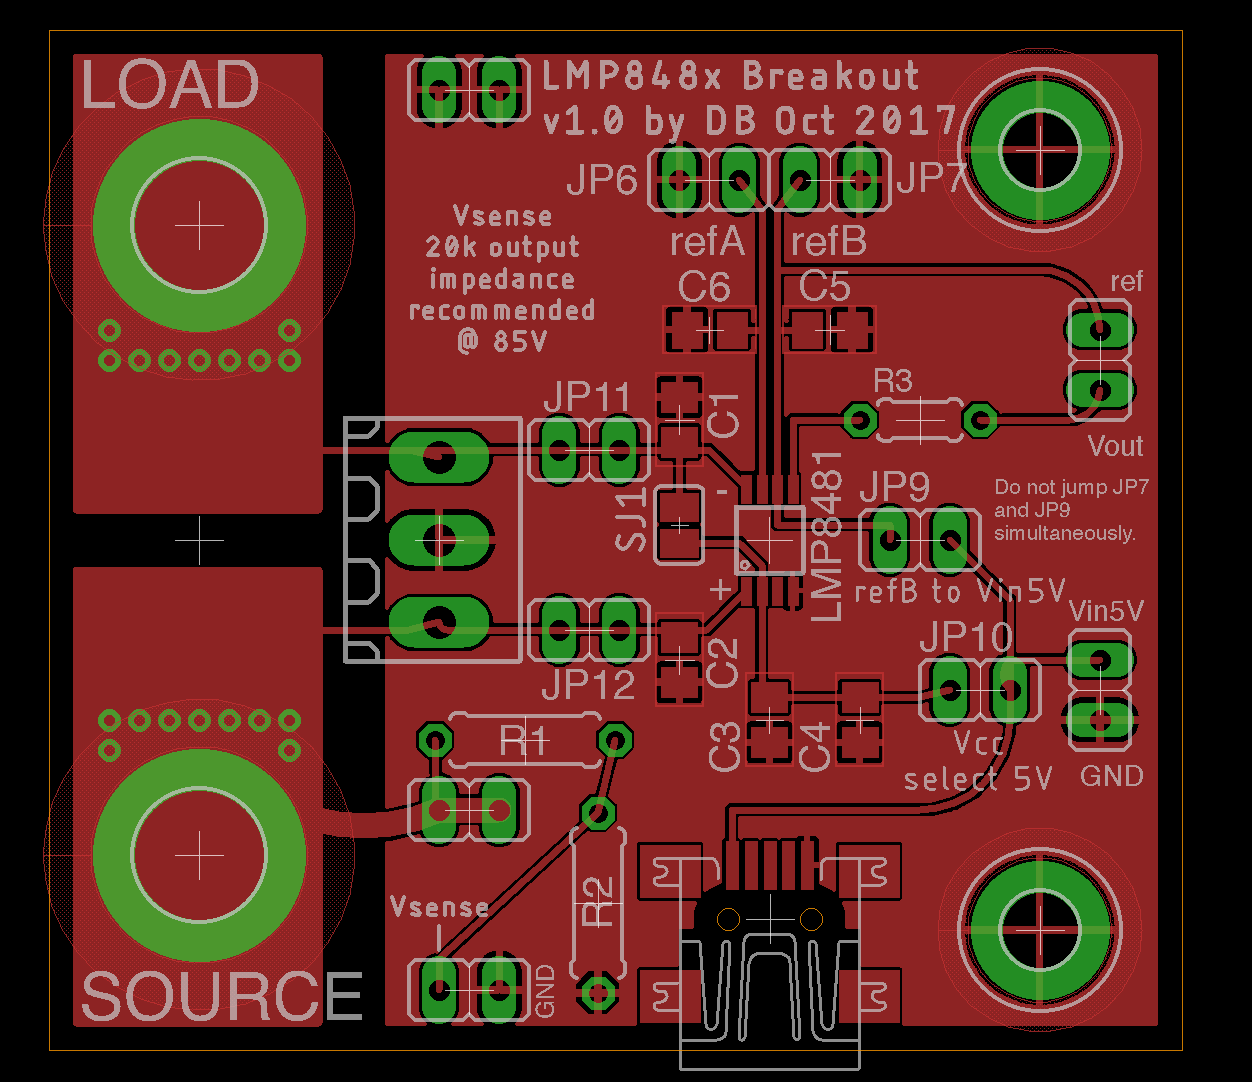 LOAD
LMP848x Breakout
v1.0 by DB Oct 2017
JP6
JP7
refA
refB
Vsense
20k output
impedance
recommended
@ 85V
C6
C5
ref
R3
JP11
C1
Vout
JP9
Do not jump JP7
and JP9
simultaneously.
-
SJ1
LMP8481
+
refB to Vin5V
Vin5V
JP10
C2
JP12
R1
C3
C4
Vcc
select 5V
GND
R2
Vsense
GND
SOURCE